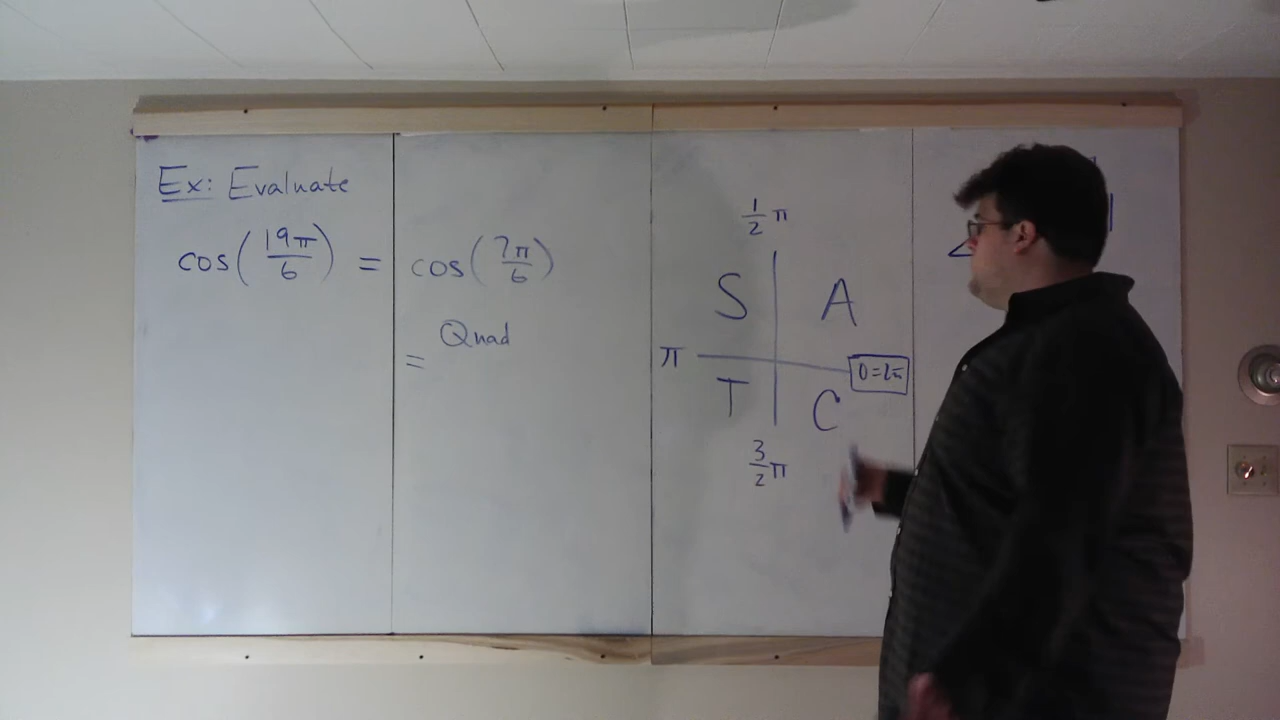 Ex: Evaluate
cos(19π/6) = cos(7π/6)
= Quad
1/2 π
S A
π 0=2π
T C
3/2 π